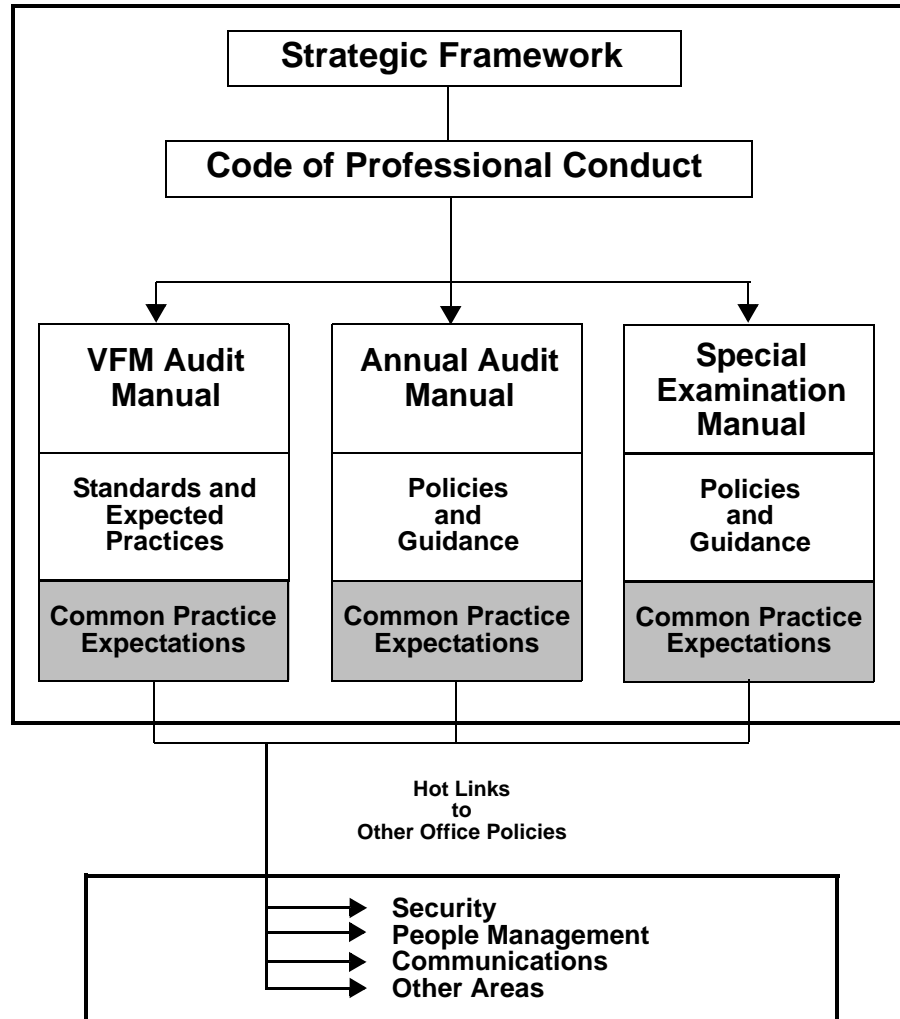 Strategic Framework
Code of Professional Conduct
VFM Audit
Manual
Standards and
Expected
Practices
Common Practice
Expectations
Annual Audit
Manual
Policies
and
Guidance
Common Practice
Expectations
Special
Examination
Manual
Policies
and
Guidance
Common Practice
Expectations
Hot Links
to
Other Office Policies
Security
People Management
Communications
Other Areas